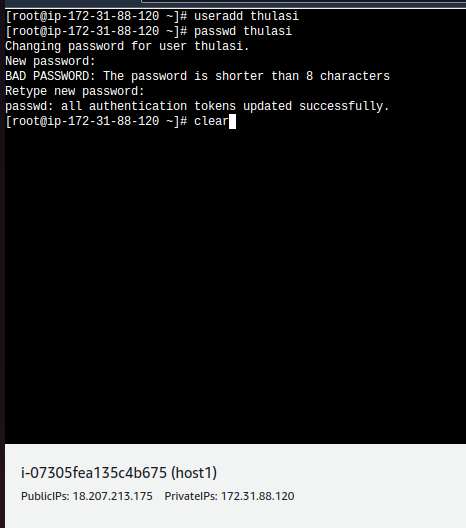 [root@ip-172-31-88-120 ~]# useradd thulasi
[root@ip-172-31-88-120 ~]# passwd thulasi
Changing password for user thulasi.
New password:
BAD PASSWORD: The password is shorter than 8 characters
Retype new password:
passwd: all authentication tokens updated successfully.
[root@ip-172-31-88-120 ~]# clear
i-07305fea135c4b675 (host1)
PublicIPs: 18.207.213.175 PrivateIPs: 172.31.88.120